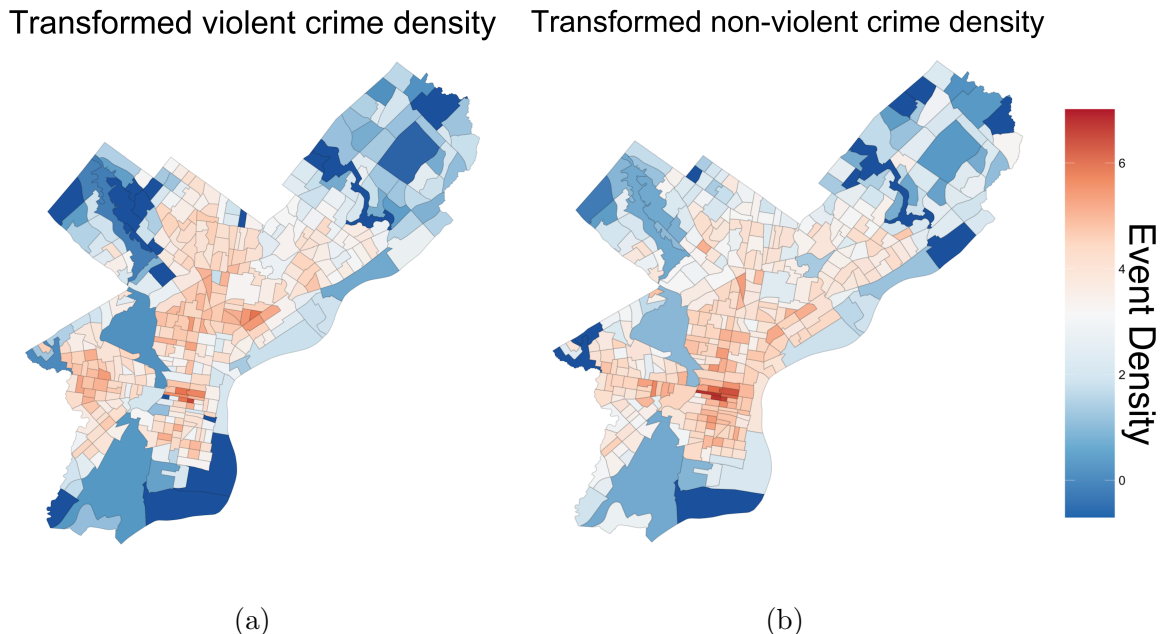 Transformed violent crime density
Transformed non-violent crime density
6
4
2
0
Event Density
(a)
(b)